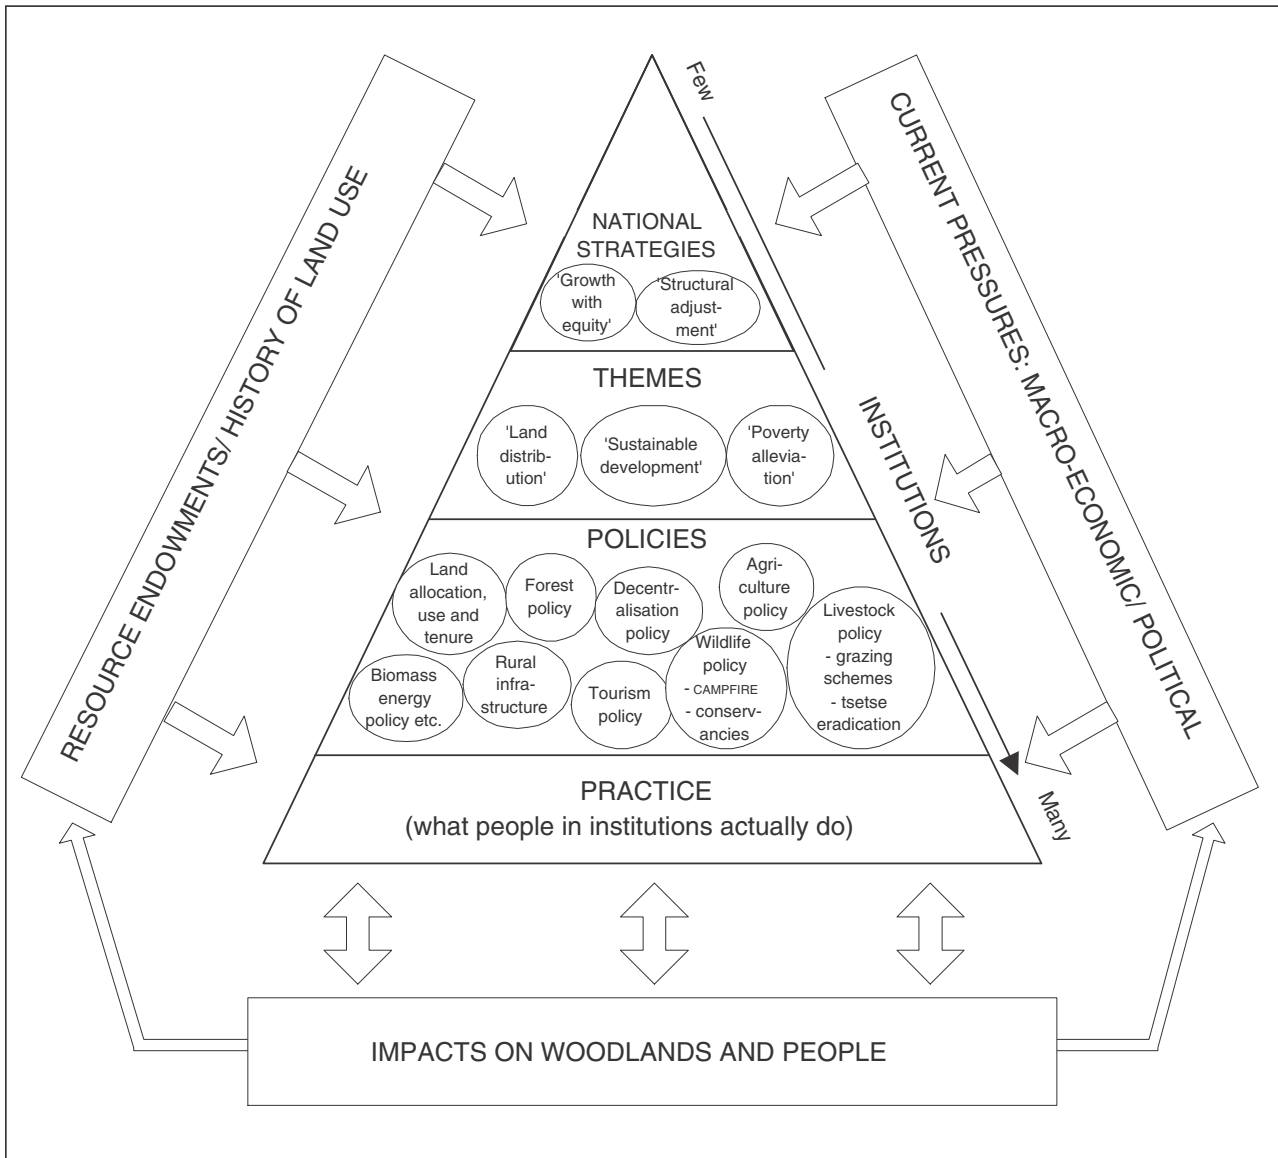 RESOURCE ENDOWMENTS/ HISTORY OF LAND USE
Few
CURRENT PRESSURES: MACRO-ECONOMIC/ POLITICAL
INSTITUTIONS
Many
NATIONAL
STRATEGIES
'Growth
with
equity'
'Structural
adjust-
ment'
THEMES
'Land
distrib-
ution'
'Sustainable
development'
'Poverty
allevia-
tion'
POLICIES
Land
allocation,
use and
tenure
Forest
policy
Decentr-
alisation
policy
Agri-
culture
policy
Livestock
policy
- grazing
schemes
- tsetse
eradication
Biomass
energy
policy etc.
Rural
infra-
structure
Tourism
policy
Wildlife
policy
- CAMPFIRE
- conserv-
ancies
PRACTICE
(what people in institutions actually do)
IMPACTS ON WOODLANDS AND PEOPLE